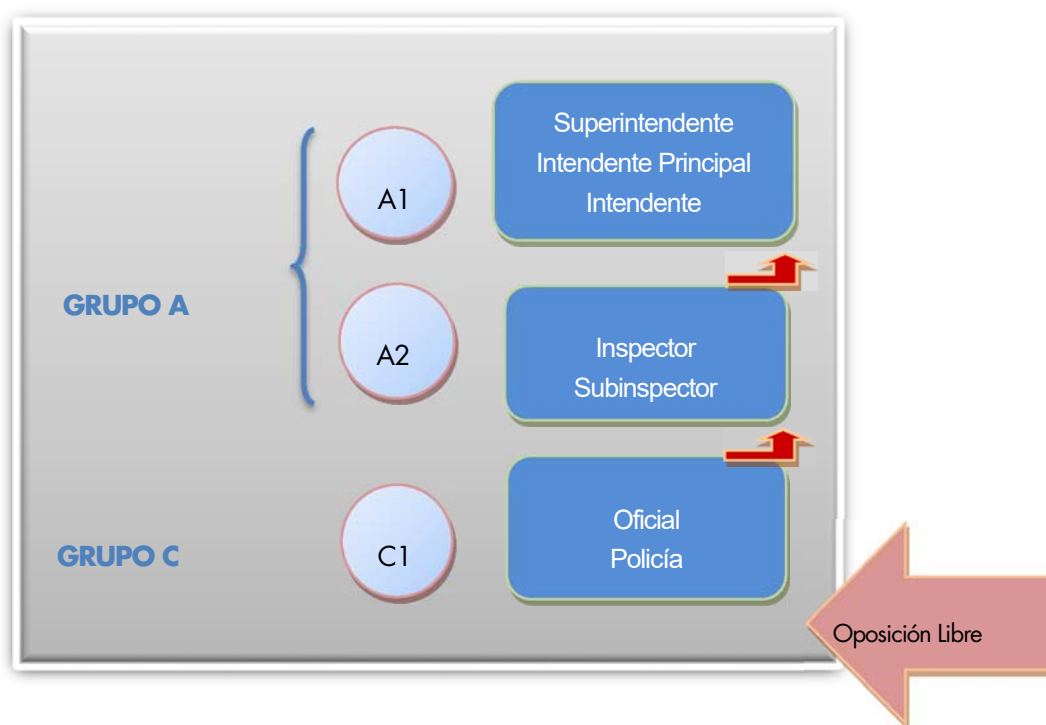 GRUPO A
A1
Superintendente
Intendente Principal
Intendente
A2
Inspector
Subinspector
GRUPO C
C1
Oficial
Policía
Oposición Libre